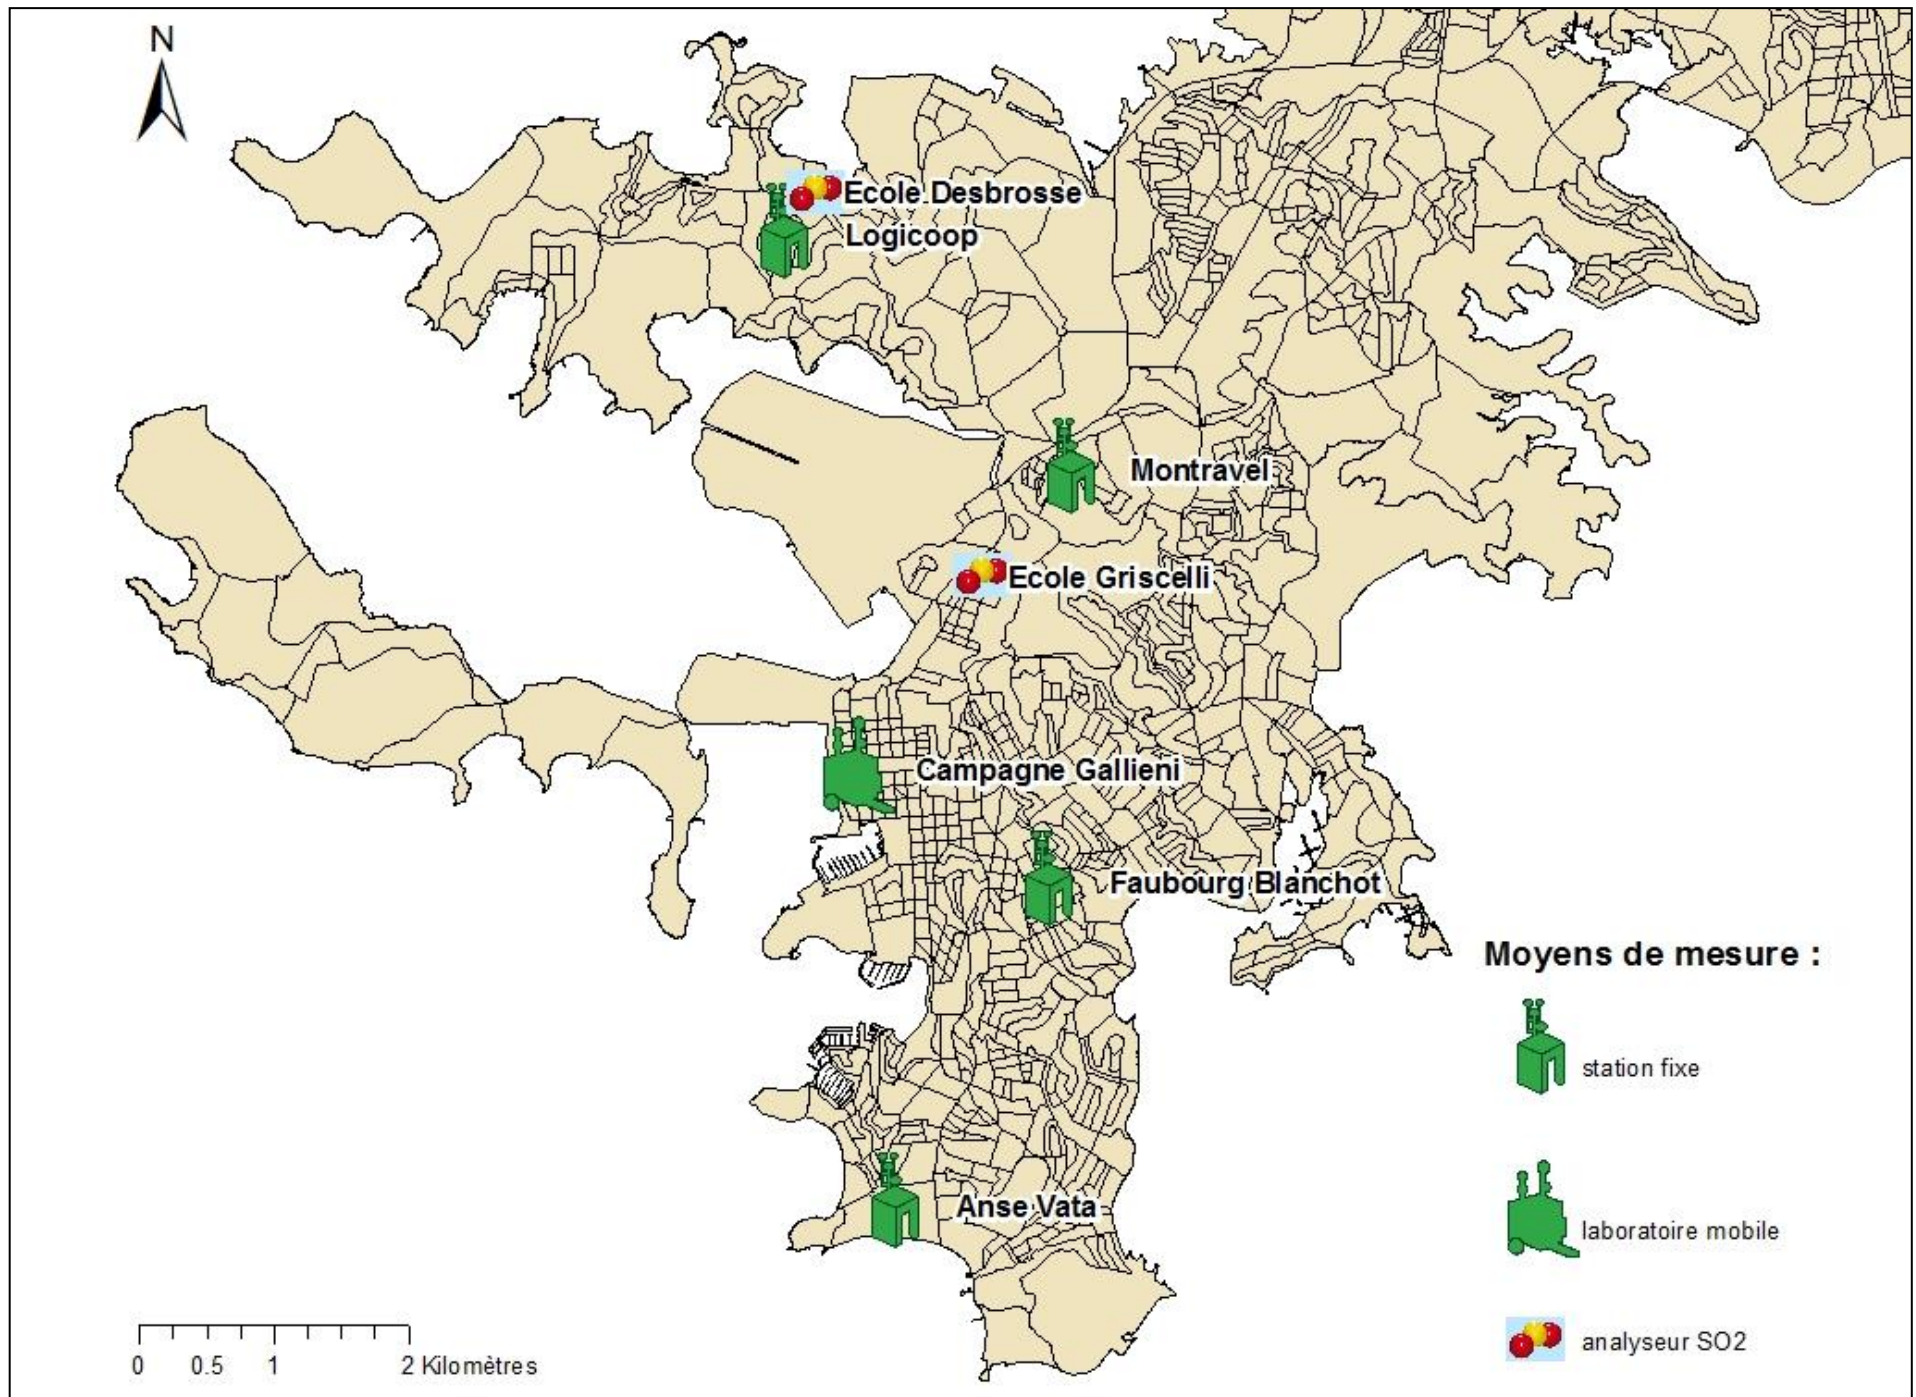 N
Ecole Desbrosse
Logicoop
Montravel
Ecole Griscelli
Campagne Gallieni
Faubourg Blanchot
Anse Vata
Moyens de mesure :
station fixe
laboratoire mobile
analyseur SO2
0 0.5 1 2 Kilomètres